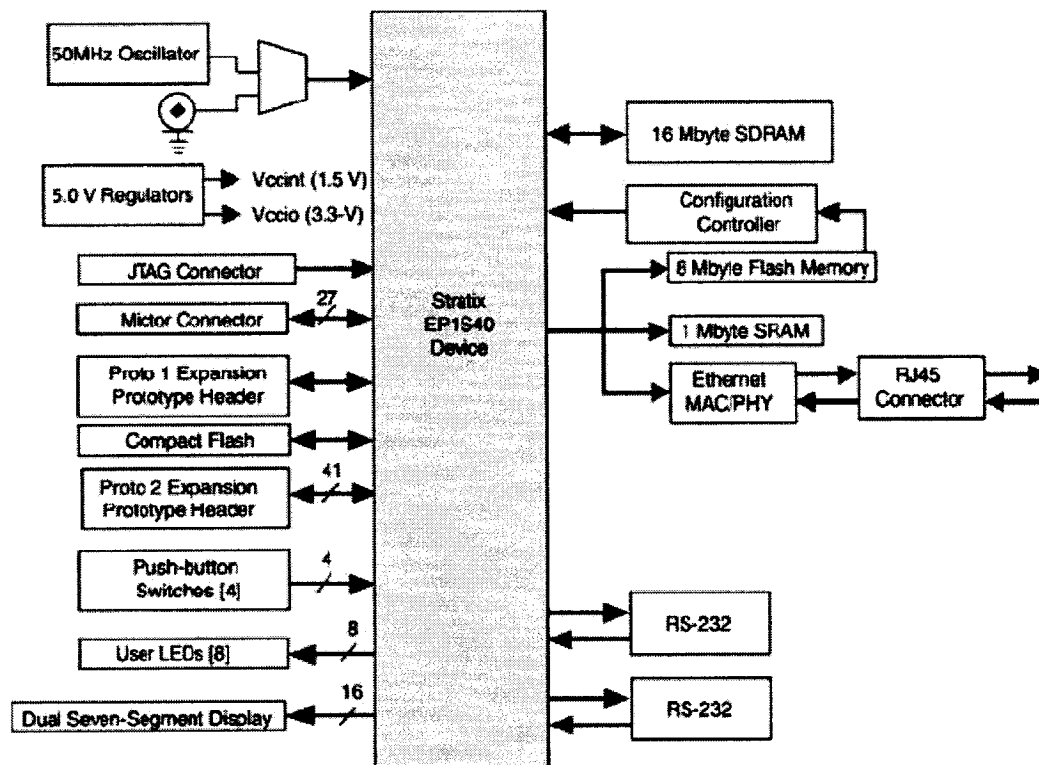 50MHz Oscillator
5.0 V Regulators
Vccint (1.5 V)
Vccio (3.3-V)
JTAG Connector
Mictor Connector
27
Proto 1 Expansion
Prototype Header
Compact Flash
Proto 2 Expansion
Prototype Header
41
Push-button
Switches [4]
4
User LEDs [8]
8
Dual Seven-Segment Display
16
Stratix
EP1S40
Device
16 Mbyte SDRAM
Configuration
Controller
8 Mbyte Flash Memory
1 Mbyte SRAM
Ethernet
MAC/PHY
RJ45
Connector
RS-232
RS-232